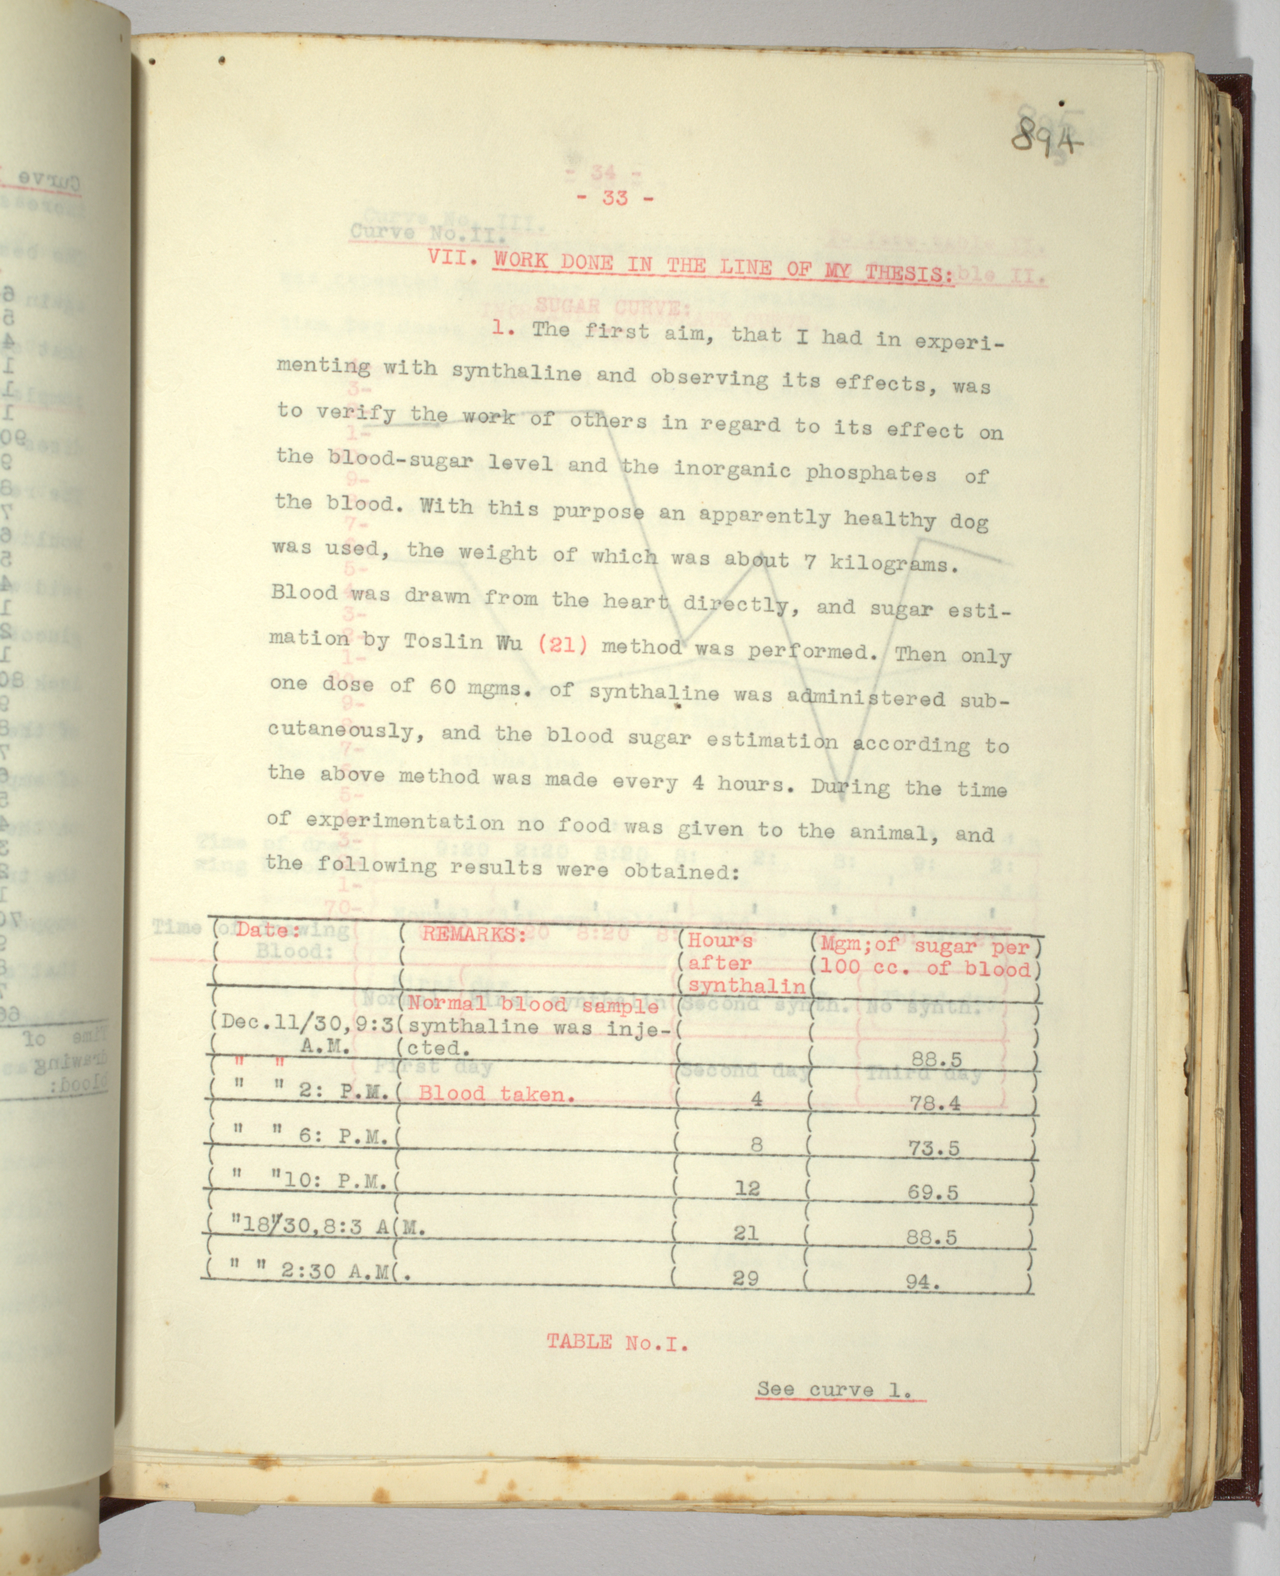 894
- 33 -
VII. WORK DONE IN THE LINE OF MY THESIS:
1. The first aim, that I had in experi-
menting with synthaline and observing its effects, was
to verify the work of others in regard to its effect on
the blood-sugar level and the inorganic phosphates of
the blood. With this purpose an apparently healthy dog
was used, the weight of which was about 7 kilograms.
Blood was drawn from the heart directly, and sugar esti-
mation by Toslin Wu (21) method was performed. Then only
one dose of 60 mgms. of synthaline was administered sub-
cutaneously, and the blood sugar estimation according to
the above method was made every 4 hours. During the time
of experimentation no food was given to the animal, and
the following results were obtained:
( Date: ( REMARKS: (Hours (Mgm;of sugar per)
( ( (after (100 cc. of blood)
( ( (synthalin( )
( (Normal blood sample ( ( )
(Dec.11/30,9:3(synthaline was inje-( ( )
( A.M. (cted. ( ( 88.5 )
" "
( " " 2: P.M.( Blood taken. ( 4 ( 78.4 )
( " " 6: P.M.( ( 8 ( 73.5 )
( " "10: P.M.( ( 12 ( 69.5 )
( "18"/30,8:3 A(M. ( 21 ( 88.5 )
( " " 2:30 A.M(. ( 29 ( 94. )
TABLE No.I.
See curve 1.